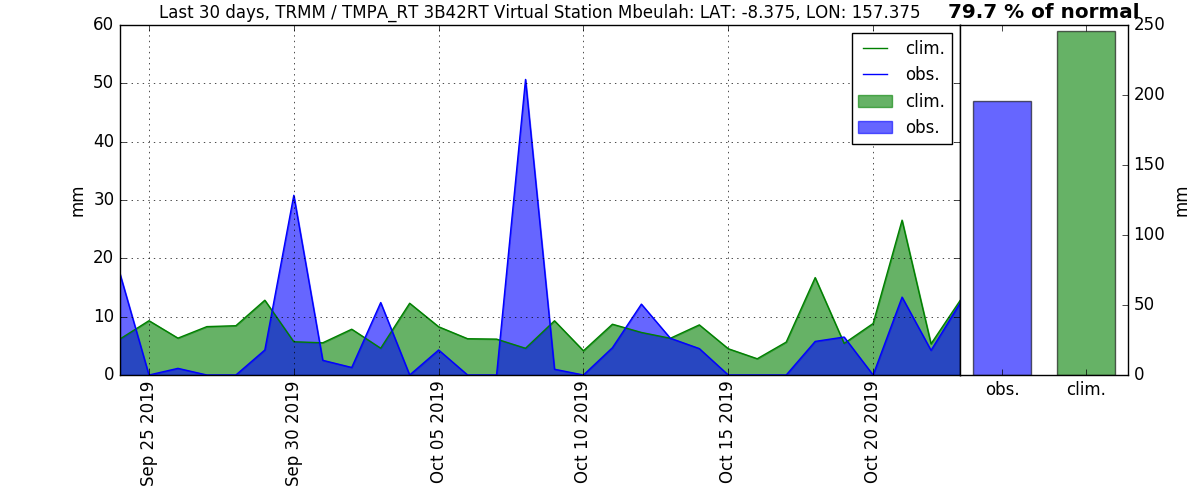 Last 30 days, TRMM / TMPA_RT 3B42RT Virtual Station Mbeulah: LAT: -8.375, LON: 157.375
79.7 % of normal
60
50
40
30
20
10
0
mm
clim.
obs.
clim.
obs.
250
200
150
100
50
0
mm
obs.
clim.
Sep 25 2019
Sep 30 2019
Oct 05 2019
Oct 10 2019
Oct 15 2019
Oct 20 2019